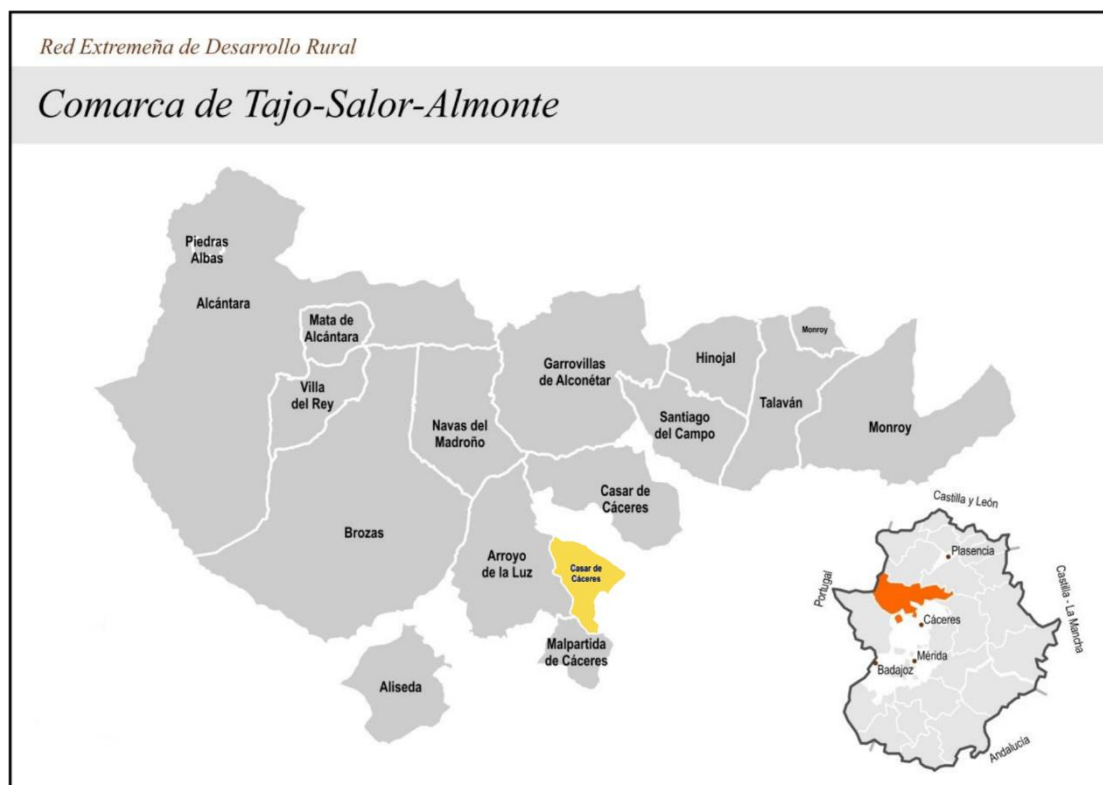 Red Extremeña de Desarrollo Rural
Comarca de Tajo-Salor-Almonte
Piedras
Albas
Alcántara
Mata de
Alcántara
Villa
del Rey
Navas del
Madroño
Garrovillas
de Alconétar
Hinojal
Monroy
Talaván
Santiago
del Campo
Monroy
Casar de
Cáceres
Brozas
Arroyo
de la Luz
Casar de
Cáceres
Malpartida
de Cáceres
Aliseda
Castilla y León
Plasencia
Portugal
Castilla - La Mancha
Cáceres
Mérida
Badajoz
Andalucía